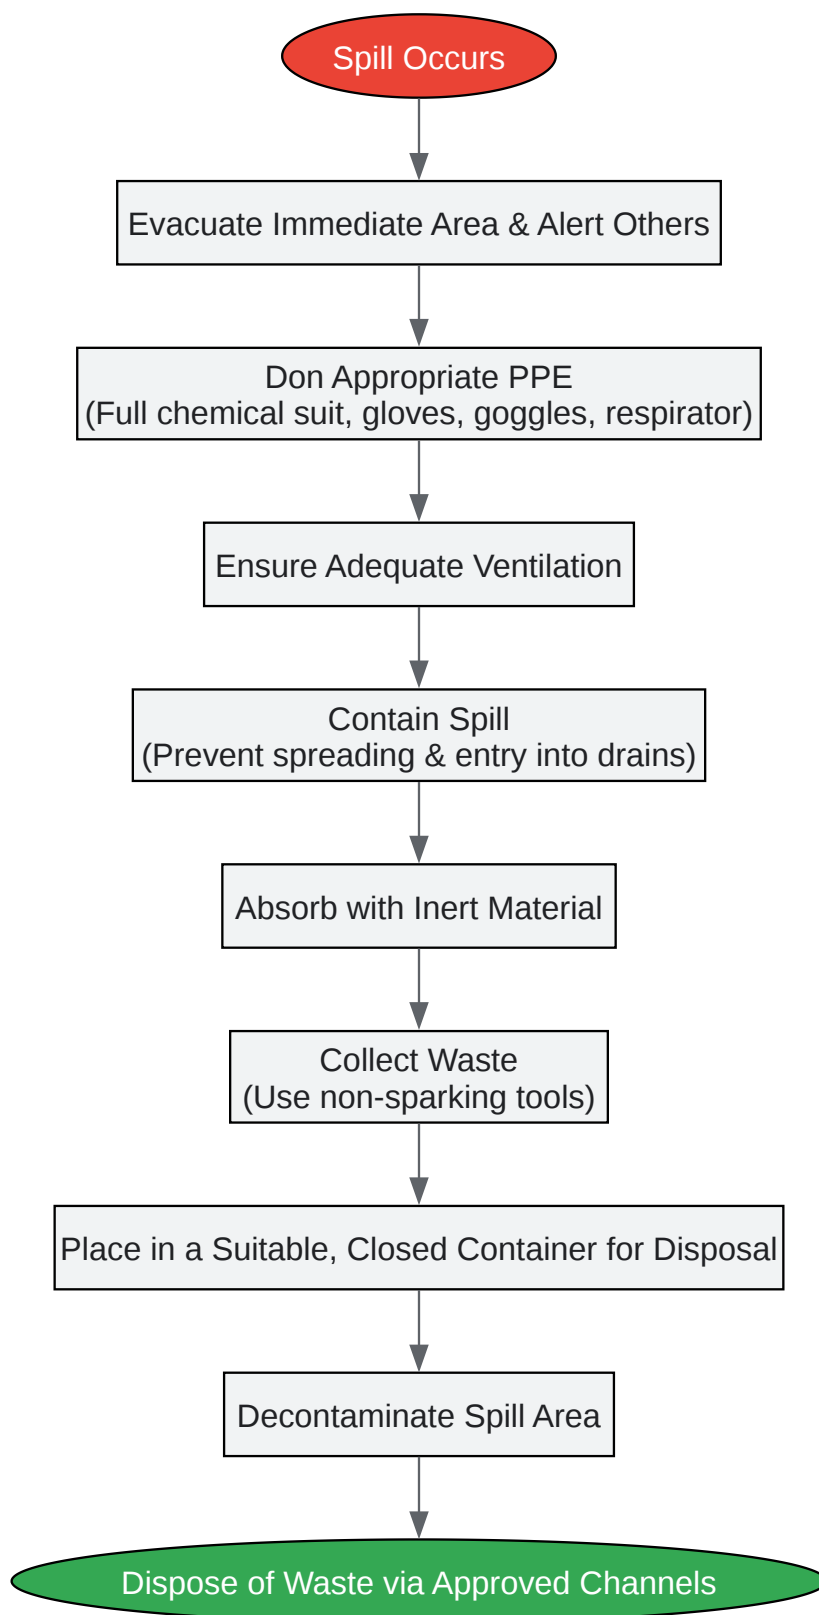 Spill Occurs
Evacuate Immediate Area & Alert Others
Don Appropriate PPE
(Full chemical suit, gloves, goggles, respirator)
Ensure Adequate Ventilation
Contain Spill
(Prevent spreading & entry into drains)
Absorb with Inert Material
Collect Waste
(Use non-sparking tools)
Place in a Suitable, Closed Container for Disposal
Decontaminate Spill Area
Dispose of Waste via Approved Channels